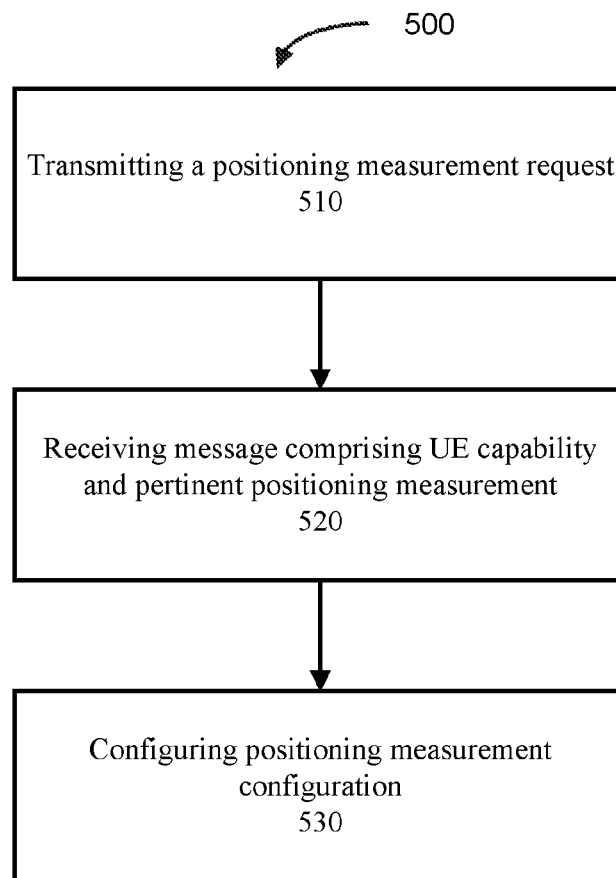 500
Transmitting a positioning measurement request
510
Receiving message comprising UE capability
and pertinent positioning measurement
520
Configuring positioning measurement
configuration
530